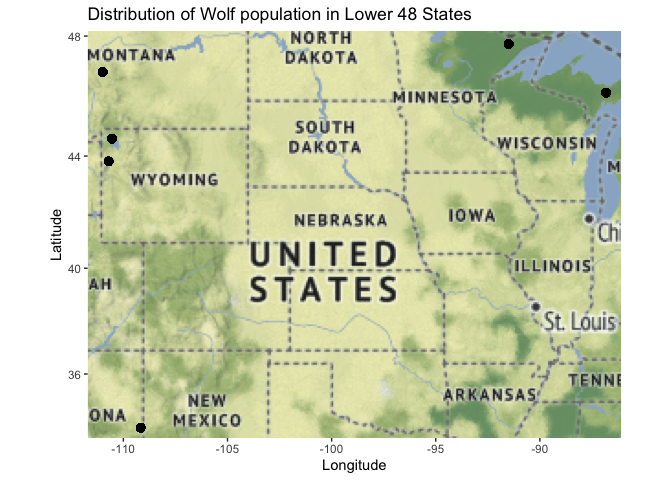 Distribution of Wolf population in Lower 48 States
48
44
40
36
Latitude
MONTANA
NORTH
DAKOTA
MINNESOTA
SOUTH
DAKOTA
WISCONSIN
M
WYOMING
NEBRASKA
IOWA
Chi
UNITED
STATES
ILLINOIS
AH
St. Louis
ARKANSAS
TENNE
ONA
NEW
MEXICO
-110
-105
-100
-95
-90
Longitude